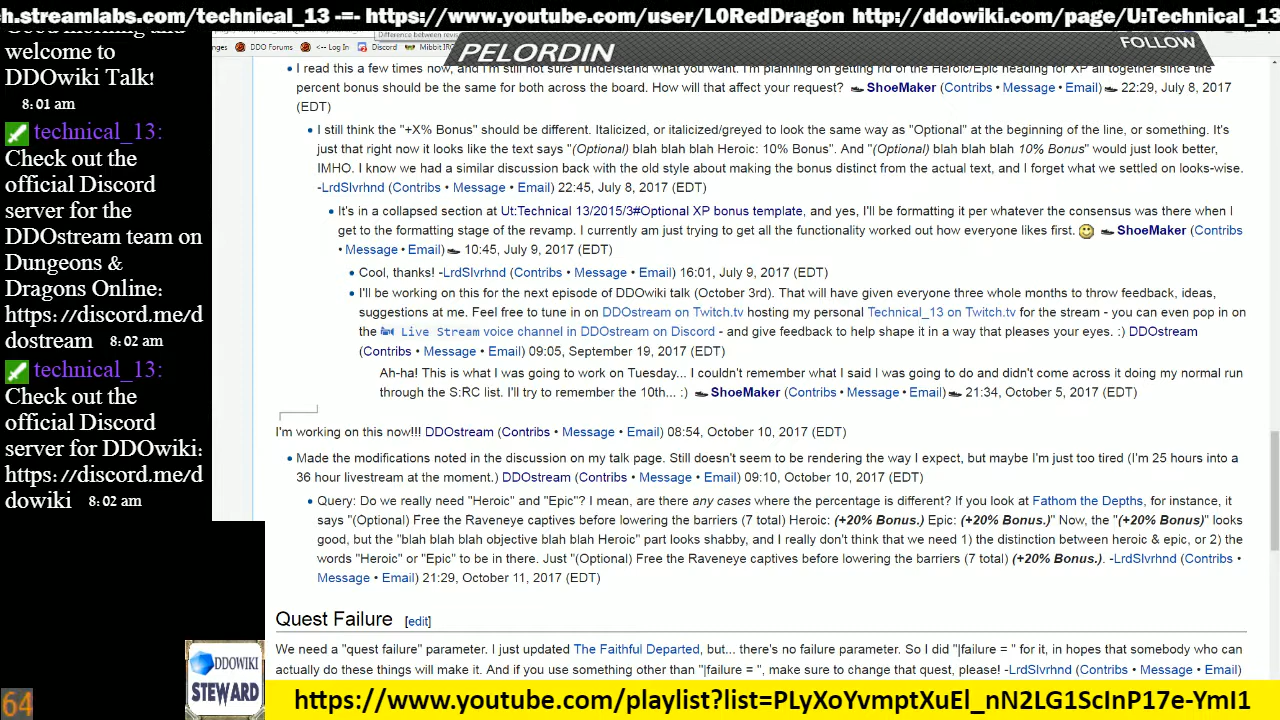 h.streamlabs.com/technical_13 -=- https://www.youtube.com/user/L0RedDragon http://ddowiki.com/page/U:Technical_13
Good morning and
welcome to
DDOwiki Talk!
8:01 am
technical_13:
Check out the
official Discord
server for the
DDOstream team on
Dungeons &
Dragons Online:
https://discord.me/d
dostream 8:02 am
technical_13:
Check out the
official Discord
server for DDOwiki:
https://discord.me/d
dowiki 8:02 am
DDO Forums <-- Log In Discord Mibbit IRC
PELORDIN
FOLLOW
I read this a few times now, and I'm still not sure I understand what you want. I'm planning on getting rid of the Heroic/Epic heading for XP all together since the
percent bonus should be the same for both across the board. How will that affect your request? ShoeMaker (Contribs • Message • Email) 22:29, July 8, 2017
(EDT)
I still think the "+X% Bonus" should be different. Italicized, or italicized/greyed to look the same way as "Optional" at the beginning of the line, or something. It's
just that right now it looks like the text says "(Optional) blah blah blah Heroic: 10% Bonus". And "(Optional) blah blah blah 10% Bonus" would just look better,
IMHO. I know we had a similar discussion back with the old style about making the bonus distinct from the actual text, and I forget what we settled on looks-wise.
-LrdSlvrhnd (Contribs • Message • Email) 22:45, July 8, 2017 (EDT)
It's in a collapsed section at Ut:Technical 13/2015/3#Optional XP bonus template, and yes, I'll be formatting it per whatever the consensus was there when I
get to the formatting stage of the revamp. I currently am just trying to get all the functionality worked out how everyone likes first. ShoeMaker (Contribs
• Message • Email) 10:45, July 9, 2017 (EDT)
Cool, thanks! -LrdSlvrhnd (Contribs • Message • Email) 16:01, July 9, 2017 (EDT)
I'll be working on this for the next episode of DDOwiki talk (October 3rd). That will have given everyone three whole months to throw feedback, ideas,
suggestions at me. Feel free to tune in on DDOstream on Twitch.tv hosting my personal Technical_13 on Twitch.tv for the stream - you can even pop in on
the Live Stream voice channel in DDOstream on Discord - and give feedback to help shape it in a way that pleases your eyes. :) DDOstream
(Contribs • Message • Email) 09:05, September 19, 2017 (EDT)
Ah-ha! This is what I was going to work on Tuesday... I couldn't remember what I said I was going to do and didn't come across it doing my normal run
through the S:RC list. I'll try to remember the 10th... :) ShoeMaker (Contribs • Message • Email) 21:34, October 5, 2017 (EDT)
I'm working on this now!!! DDOstream (Contribs • Message • Email) 08:54, October 10, 2017 (EDT)
Made the modifications noted in the discussion on my talk page. Still doesn't seem to be rendering the way I expect, but maybe I'm just too tired (I'm 25 hours into a
36 hour livestream at the moment.) DDOstream (Contribs • Message • Email) 09:10, October 10, 2017 (EDT)
Query: Do we really need "Heroic" and "Epic"? I mean, are there any cases where the percentage is different? If you look at Fathom the Depths, for instance, it
says "(Optional) Free the Raveneye captives before lowering the barriers (7 total) Heroic: (+20% Bonus.) Epic: (+20% Bonus.)" Now, the "(+20% Bonus)" looks
good, but the "blah blah blah objective blah blah Heroic" part looks shabby, and I really don't think that we need 1) the distinction between heroic & epic, or 2) the
words "Heroic" or "Epic" to be in there. Just "(Optional) Free the Raveneye captives before lowering the barriers (7 total) (+20% Bonus.). -LrdSlvrhnd (Contribs •
Message • Email) 21:29, October 11, 2017 (EDT)
Quest Failure [edit]
We need a "quest failure" parameter. I just updated The Faithful Departed, but... there's no failure parameter. So I did "|failure = " for it, in hopes that somebody who can
actually do these things will make it. And if you use something other than "|failure = ", make sure to change that quest, please! -LrdSlvrhnd (Contribs • Message • Email)
DDOWIKI
STEWARD
64
https://www.youtube.com/playlist?list=PLyXoYvmptXuEl_nN2LG1ScInP17e-YmI1